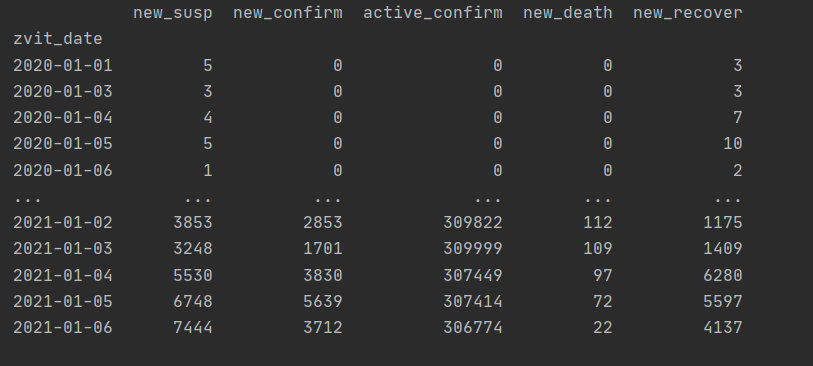 new_susp new_confirm active_confirm new_death new_recover
zvit_date
2020-01-01 5 0 0 0 3
2020-01-03 3 0 0 0 3
2020-01-04 4 0 0 0 7
2020-01-05 5 0 0 0 10
2020-01-06 1 0 0 0 2
... ... ... ... ... ...
2021-01-02 3853 2853 309822 112 1175
2021-01-03 3248 1701 309999 109 1409
2021-01-04 5530 3830 307449 97 6280
2021-01-05 6748 5639 307414 72 5597
2021-01-06 7444 3712 306774 22 4137